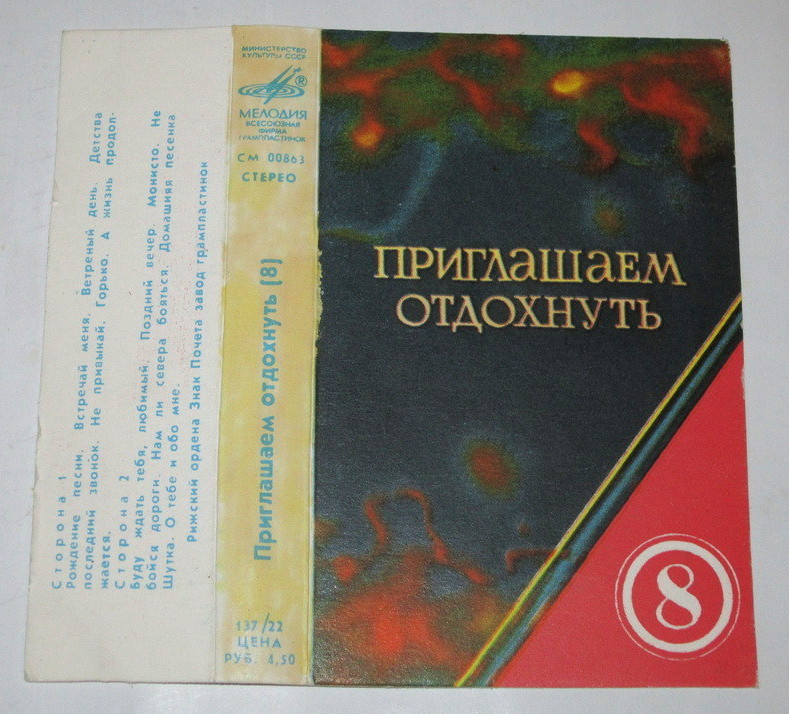 Сторона 1
Рождение песни. Встречай меня. Ветреный день. Детства
последний звонок. Не привыкай. Горько. А жизнь продол-
жается.
Сторона 2
Буду ждать тебя, любимый. Поздний вечер. Монисто. Не
бойся дороги. Нам ли севера бояться. Домашняя песенка
Шутка. О тебе и обо мне.
Рижский ордена Знак Почета завод грампластинок
МИНИСТЕРСТВО
КУЛЬТУРЫ СССР
®
МЕЛОДИЯ
ВСЕСОЮЗНАЯ
ФИРМА
ГРАМПЛАСТИНОК
СМ 00863
СТЕРЕО
Приглашаем отдохнуть (8)
137/22
ЦЕНА
РУБ. 4,50
ПРИГЛАШАЕМ
ОТДОХНУТЬ
8